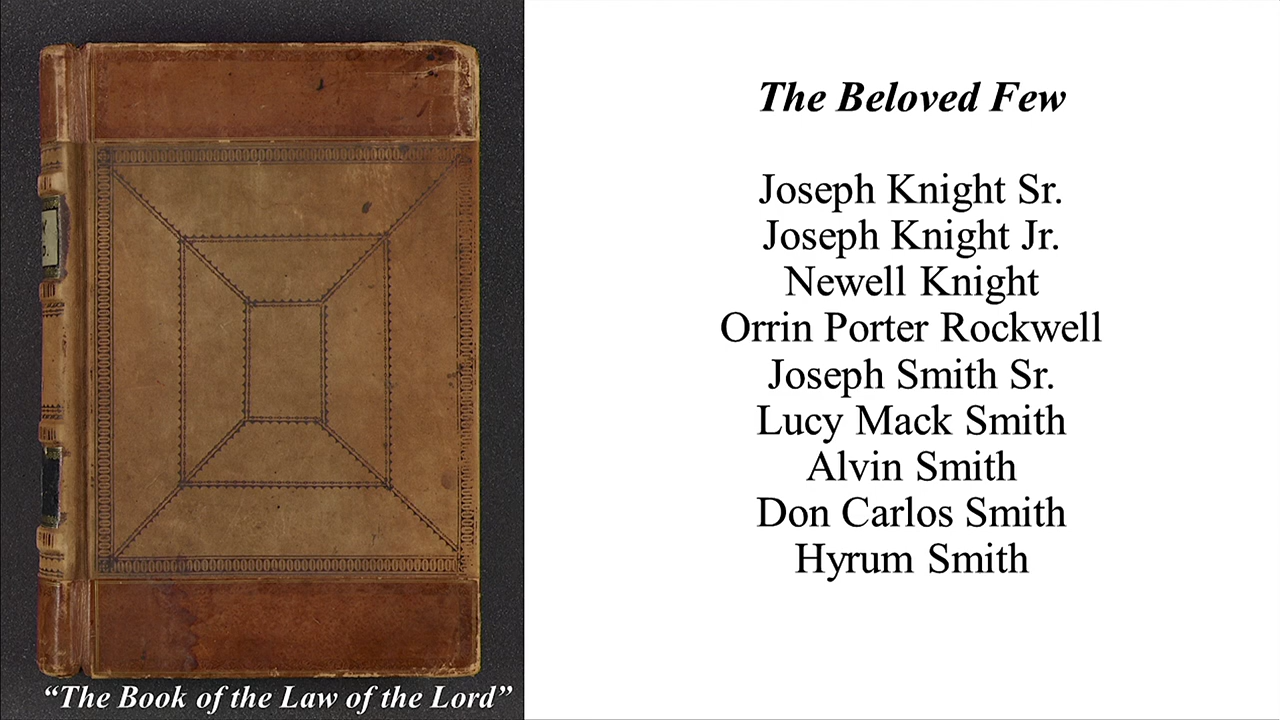 The Beloved Few
Joseph Knight Sr.
Joseph Knight Jr.
Newell Knight
Orrin Porter Rockwell
Joseph Smith Sr.
Lucy Mack Smith
Alvin Smith
Don Carlos Smith
Hyrum Smith
“The Book of the Law of the Lord”